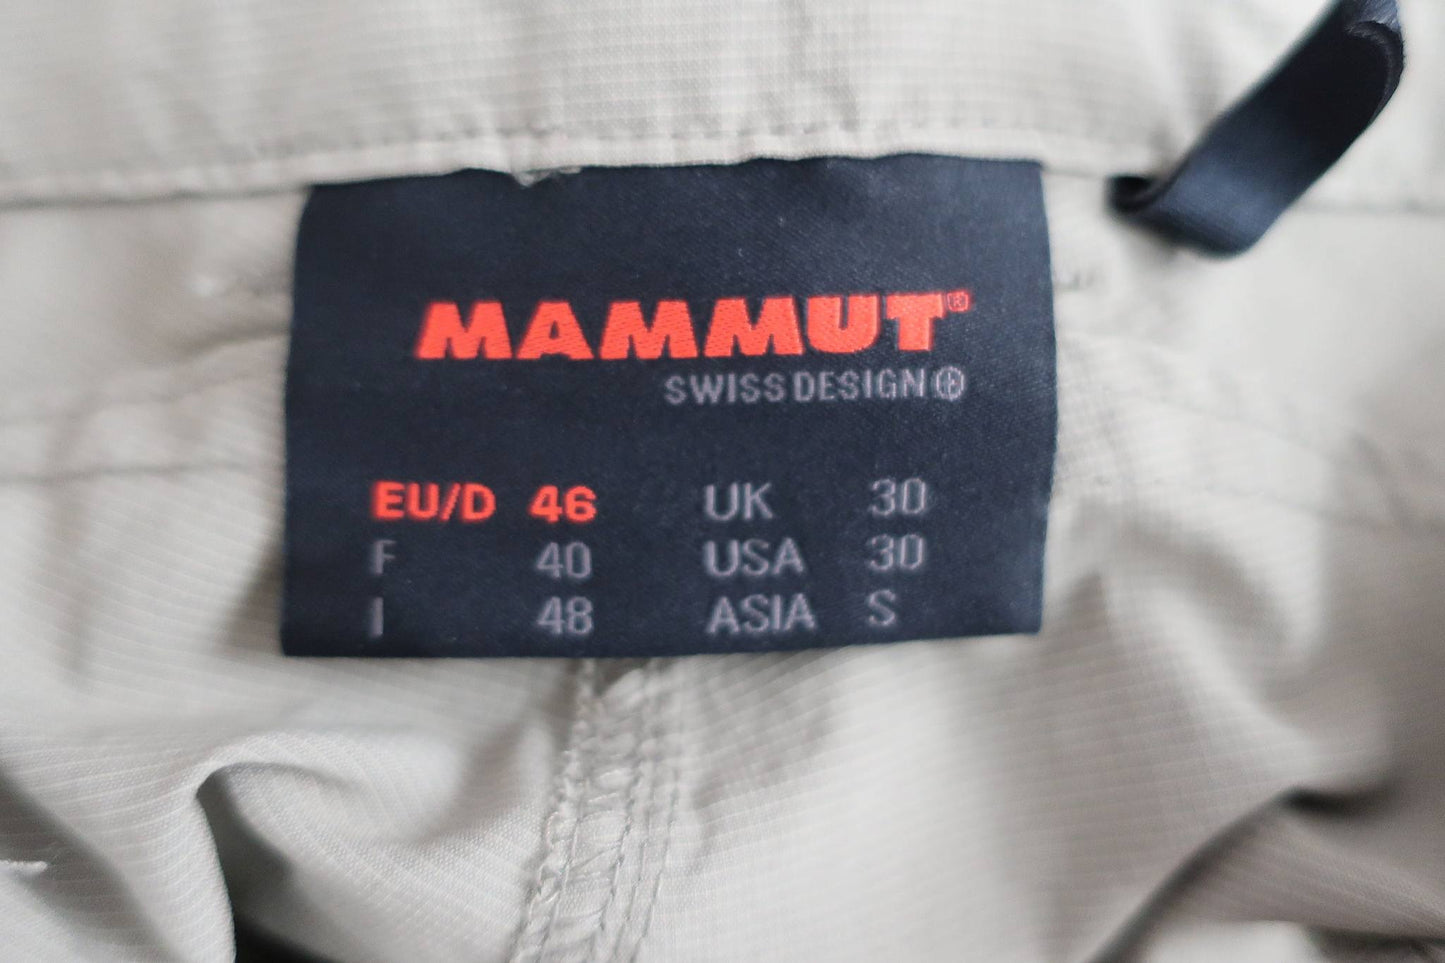 MAMMUT®
SWISS DESIGN
EU/D 46 UK 30
F 40 USA 30
I 48 ASIA S